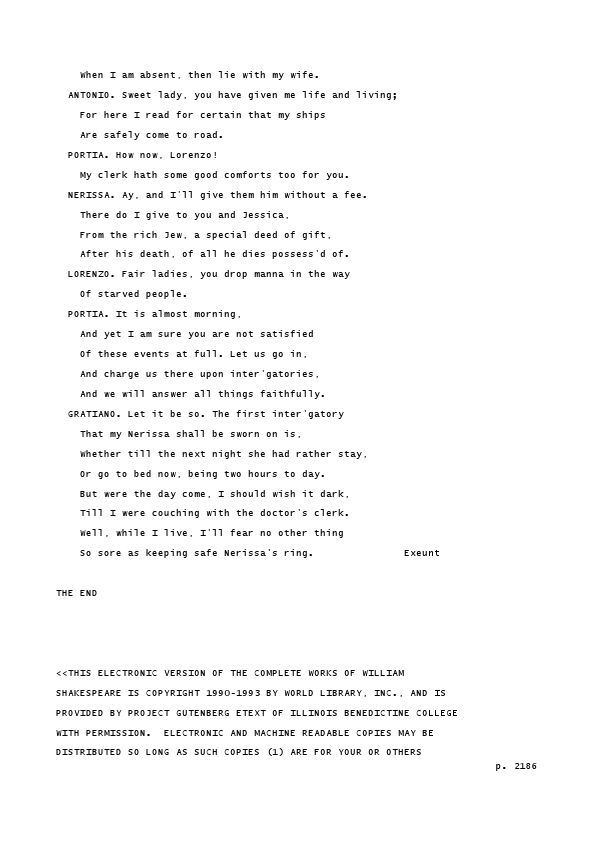 When I am absent, then lie with my wife.
ANTONIO. Sweet lady, you have given me life and living;
For here I read for certain that my ships
Are safely come to road.
PORTIA. How now, Lorenzo!
My clerk hath some good comforts too for you.
NERISSA. Ay, and I'll give them him without a fee.
There do I give to you and Jessica,
From the rich Jew, a special deed of gift,
After his death, of all he dies possess'd of.
LORENZO. Fair ladies, you drop manna in the way
Of starved people.
PORTIA. It is almost morning,
And yet I am sure you are not satisfied
Of these events at full. Let us go in,
And charge us there upon inter'gatories,
And we will answer all things faithfully.
GRATIANO. Let it be so. The first inter'gatory
That my Nerissa shall be sworn on is,
Whether till the next night she had rather stay,
Or go to bed now, being two hours to day.
But were the day come, I should wish it dark,
Till I were couching with the doctor's clerk.
Well, while I live, I'll fear no other thing
So sore as keeping safe Nerissa's ring. Exeunt
THE END
<<THIS ELECTRONIC VERSION OF THE COMPLETE WORKS OF WILLIAM
SHAKESPEARE IS COPYRIGHT 1990-1993 BY WORLD LIBRARY, INC., AND IS
PROVIDED BY PROJECT GUTENBERG ETEXT OF ILLINOIS BENEDICTINE COLLEGE
WITH PERMISSION.  ELECTRONIC AND MACHINE READABLE COPIES MAY BE
DISTRIBUTED SO LONG AS SUCH COPIES (1) ARE FOR YOUR OR OTHERS
p. 2186